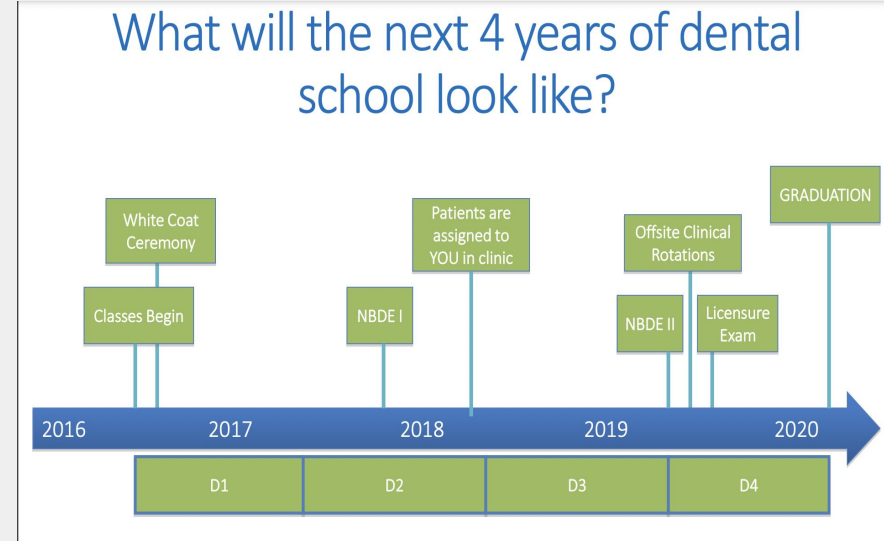 What will the next 4 years of dental
school look like?
GRADUATION
White Coat
Ceremony
Patients are
assigned to
YOU in clinic
Offsite Clinical
Rotations
Classes Begin
NBDE I
NBDE II
Licensure
Exam
2016 2017 2018 2019 2020
D1 D2 D3 D4